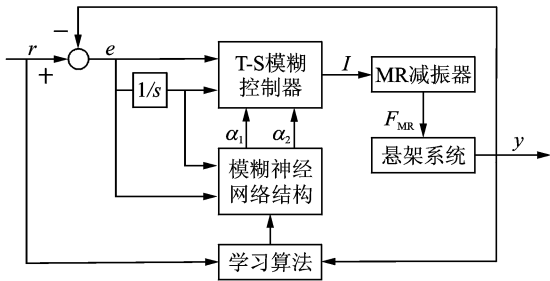 −
r
+
e
1/s
T-S模糊
控制器
I
MR减振器
F_MR
α₁
α₂
悬架系统
y
模糊神经
网络结构
学习算法